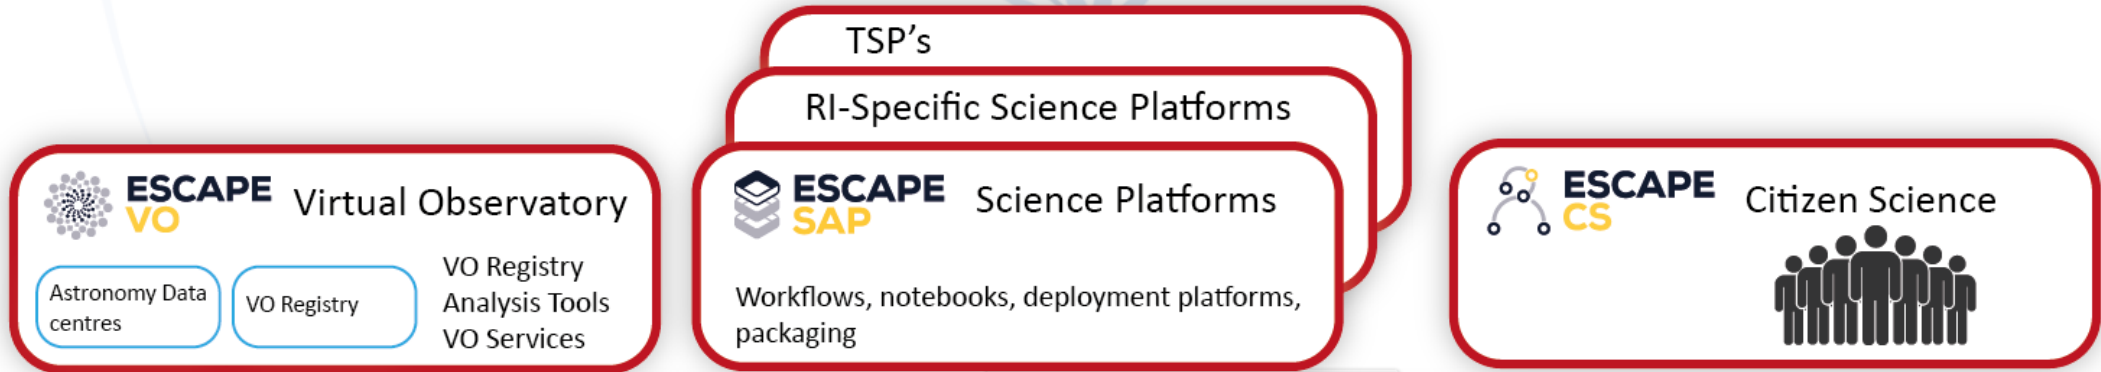 TSP's
RI-Specific Science Platforms
ESCAPE
VO
Virtual Observatory
Astronomy Data
centres
VO Registry
VO Registry
Analysis Tools
VO Services
ESCAPE
SAP
Science Platforms
Workflows, notebooks, deployment platforms,
packaging
ESCAPE
CS
Citizen Science